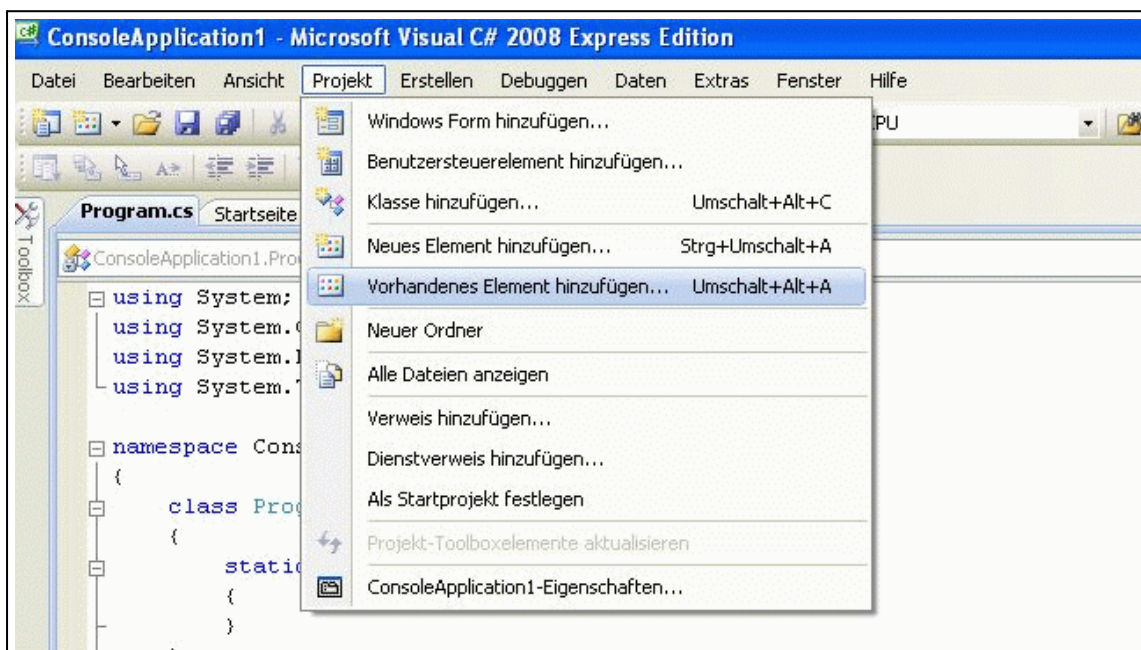 ConsoleApplication1 - Microsoft Visual C# 2008 Express Edition
Datei Bearbeiten Ansicht Projekt Erstellen Debuggen Daten Extras Fenster Hilfe
Windows Form hinzufügen...
Benutzersteuerelement hinzufügen...
Klasse hinzufügen... Umschalt+Alt+C
Neues Element hinzufügen... Strg+Umschalt+A
Vorhandenes Element hinzufügen... Umschalt+Alt+A
Neuer Ordner
Alle Dateien anzeigen
Verweis hinzufügen...
Dienstverweis hinzufügen...
Als Startprojekt festlegen
Projekt-Toolboxelemente aktualisieren
ConsoleApplication1-Eigenschaften...
Toolbox
Program.cs Startseite
using System;
using System.
using System.
using System.
namespace
{
class
{
{
}